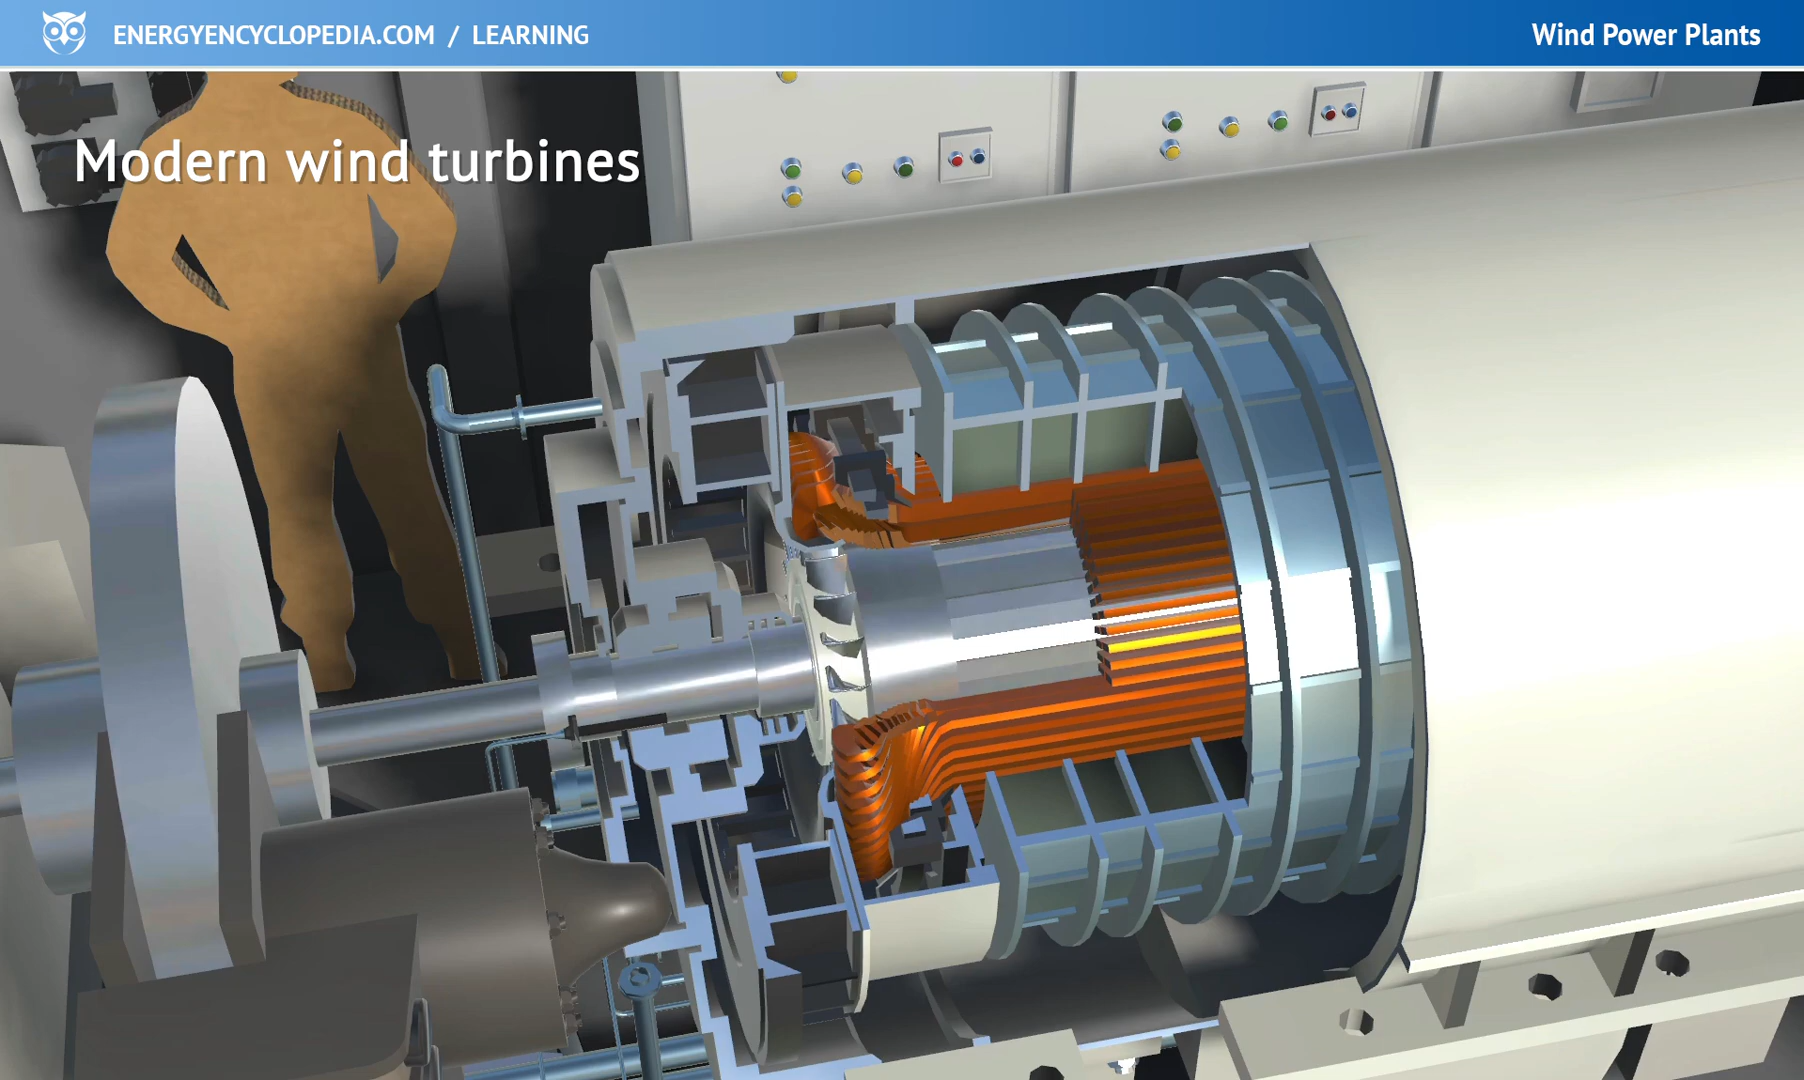 ENERGYENCYCLOPEDIA.COM / LEARNING
Wind Power Plants
Modern wind turbines